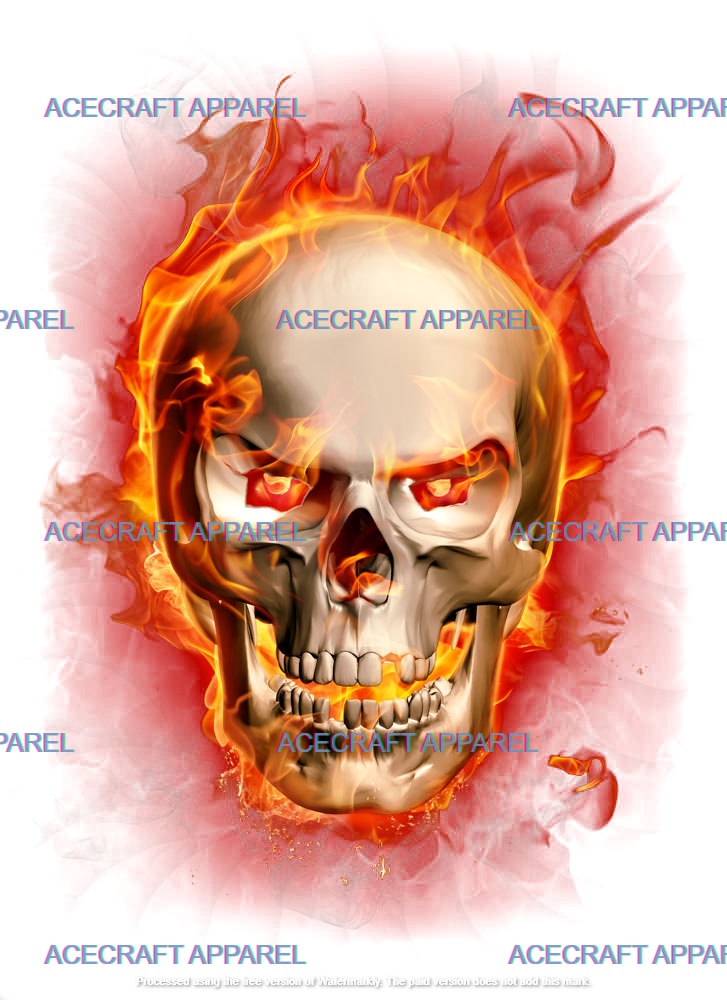 ACECRAFT APPAREL ACECRAFT APPAR
PAREL ACECRAFT APPAREL
ACECRAFT APPAREL ACECRAFT APPAR
PAREL ACECRAFT APPAREL
ACECRAFT APPAREL ACECRAFT APPAR
Processed using the free version of Watermarkly. The paid version does not add this mark.